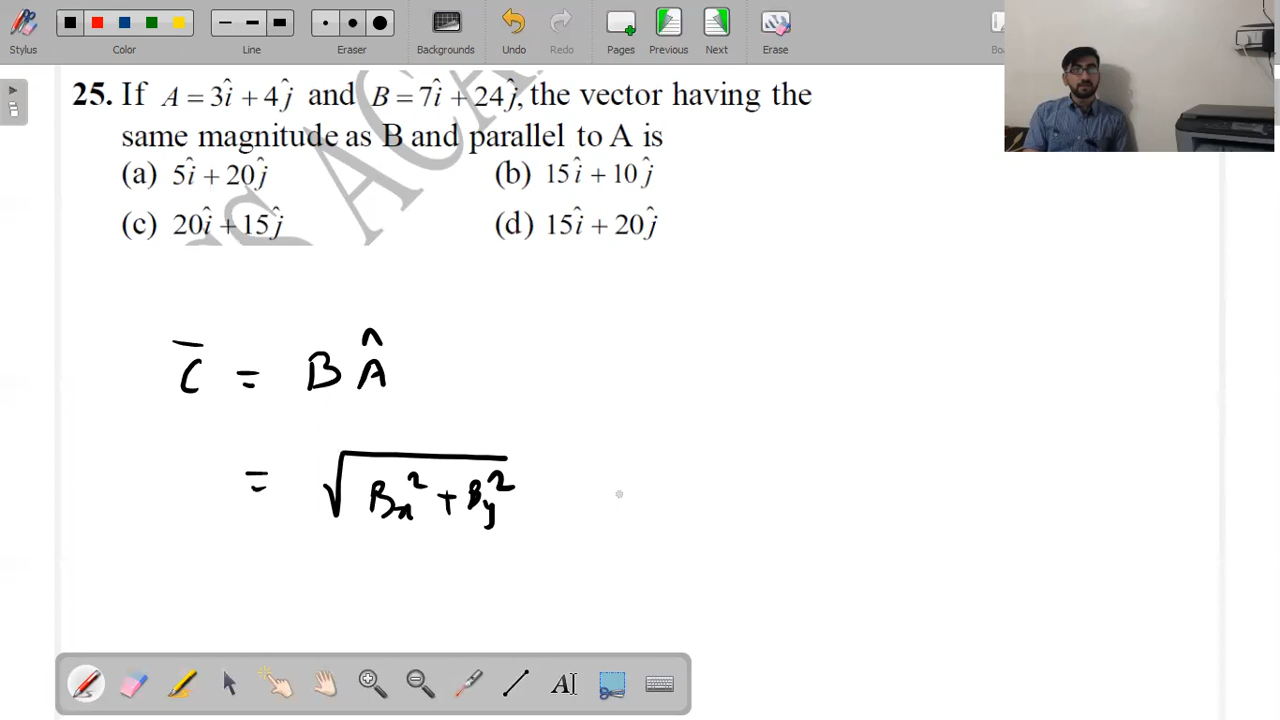 Stylus Color Line Eraser Backgrounds Undo Redo Pages Previous Next Erase
25. If A = 3î + 4ĵ and B = 7î + 24ĵ, the vector having the
same magnitude as B and parallel to A is
(a) 5î + 20ĵ (b) 15î + 10ĵ
(c) 20î + 15ĵ (d) 15î + 20ĵ
C̄ = B Â
= √(Bx² + By²)